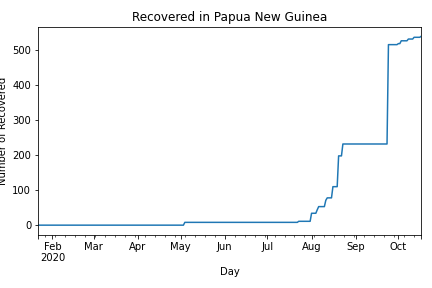 Recovered in Papua New Guinea
Number of Recovered
500
400
300
200
100
0
Feb Mar Apr May Jun Jul Aug Sep Oct
2020
Day